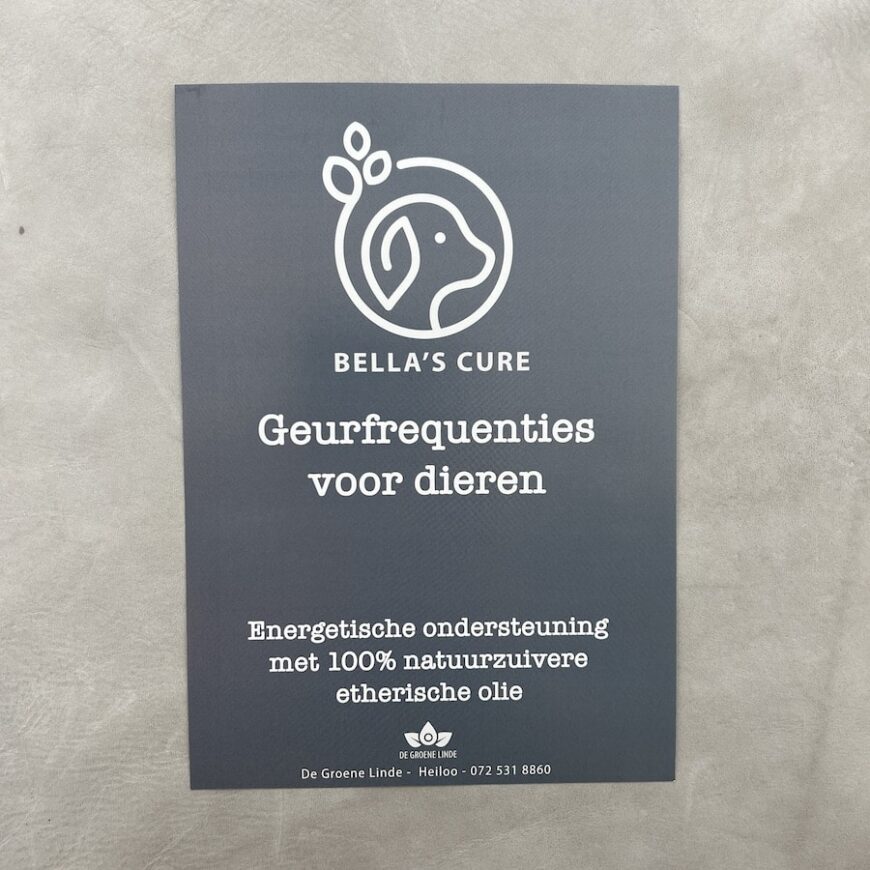 BELLA'S CURE
Geurfrequenties
voor dieren
Energetische ondersteuning
met 100% natuurzuivere
etherische olie
DE GROENE LINDE
De Groene Linde - Heiloo - 072 531 8860